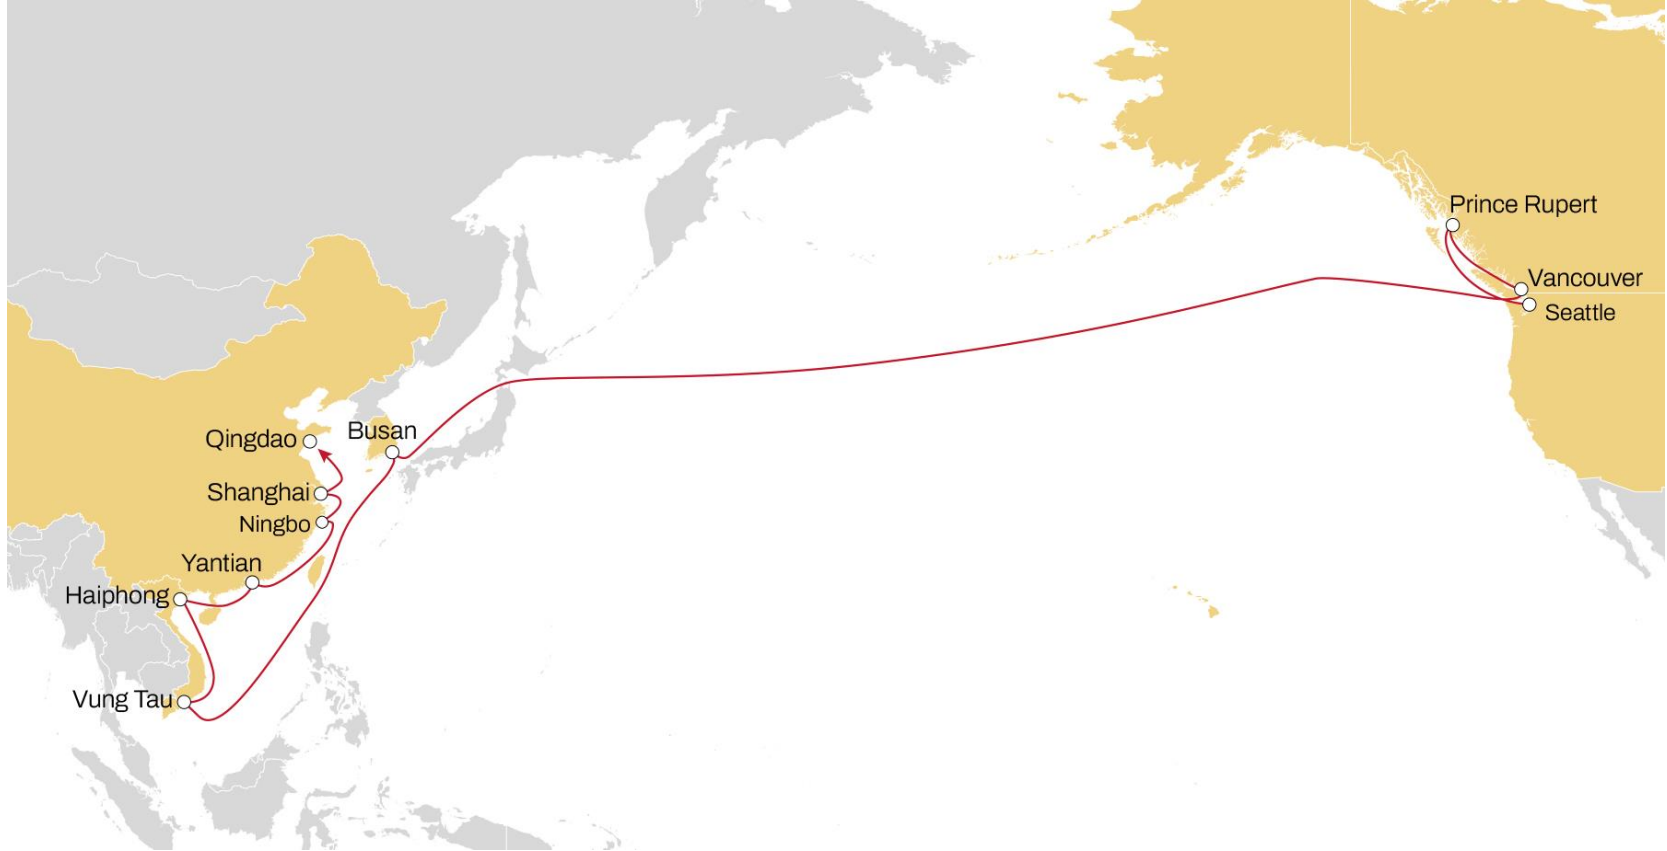 Prince Rupert
Vancouver
Seattle
Busan
Qingdao
Shanghai
Ningbo
Yantian
Haiphong
Vung Tau